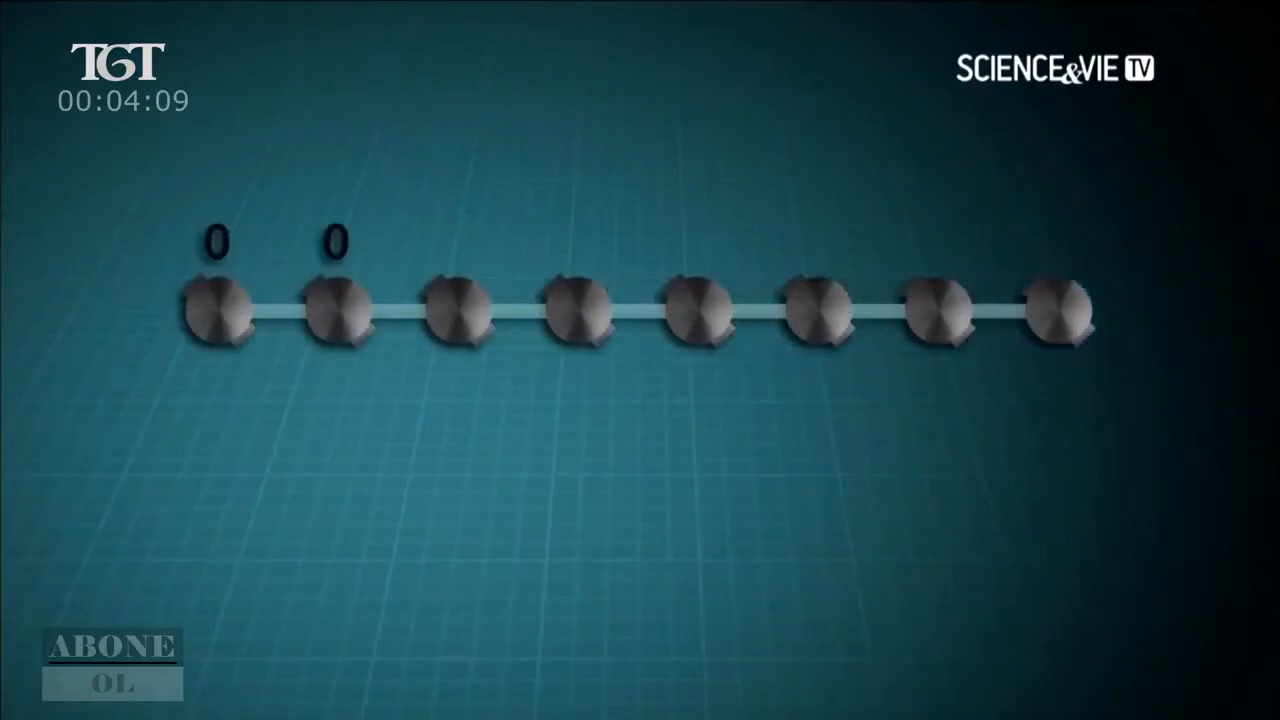 TGT
00:04:09
SCIENCE&VIE TV
0 0
ABONE
OL